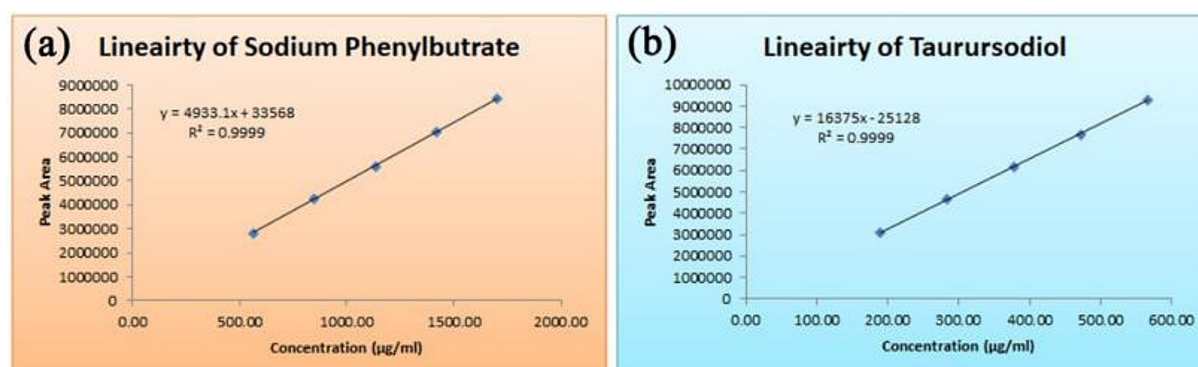 (a) Lineairty of Sodium Phenylbutrate
9000000
8000000
7000000
6000000
5000000
4000000
3000000
2000000
1000000
0
Peak Area
y = 4933.1x + 33568
R² = 0.9999
0.00 500.00 1000.00 1500.00 2000.00
Concentration (µg/ml)
(b) Lineairty of Taurursodiol
10000000
9000000
8000000
7000000
6000000
5000000
4000000
3000000
2000000
1000000
0
Peak Area
y = 16375x - 25128
R² = 0.9999
0.00 100.00 200.00 300.00 400.00 500.00 600.00
Concentration (µg/ml)